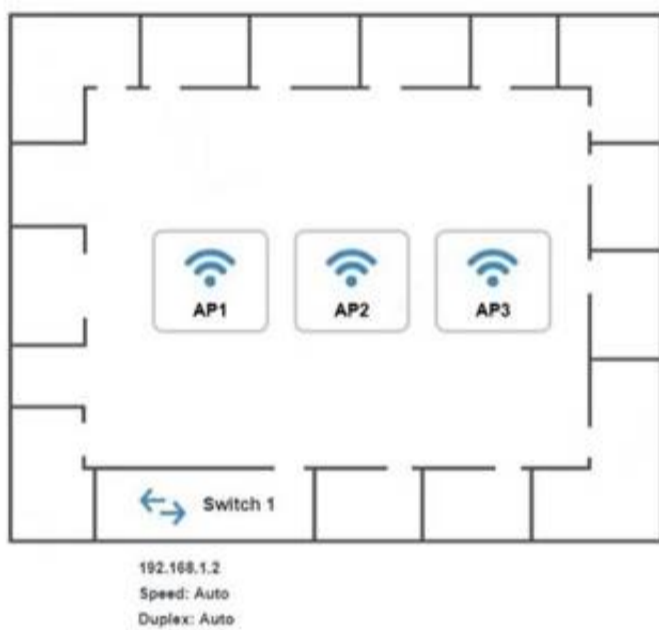 AP1
AP2
AP3
Switch 1
192.168.1.2
Speed: Auto
Duplex: Auto